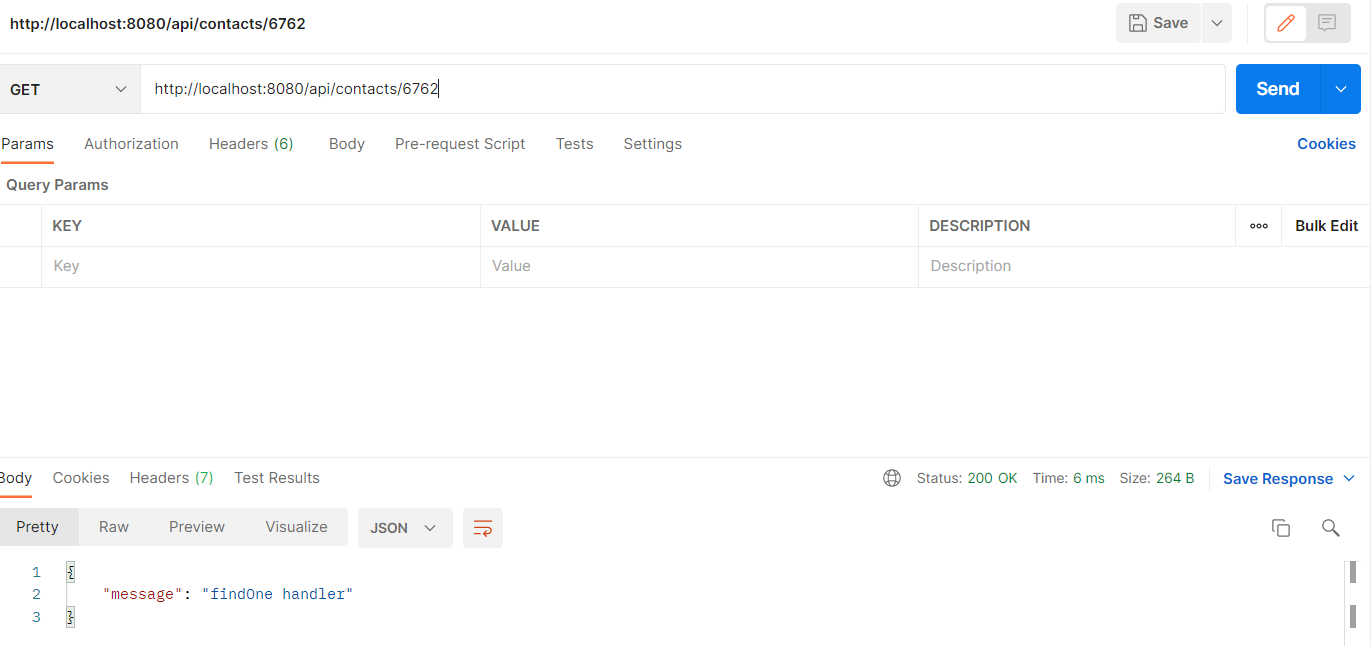 http://localhost:8080/api/contacts/6762 Save
GET http://localhost:8080/api/contacts/6762 Send
Params Authorization Headers (6) Body Pre-request Script Tests Settings Cookies
Query Params
KEY VALUE DESCRIPTION ooo Bulk Edit
Key Value Description
Body Cookies Headers (7) Test Results Status: 200 OK Time: 6 ms Size: 264 B Save Response
Pretty Raw Preview Visualize JSON
1 {
2 "message": "findOne handler"
3 }